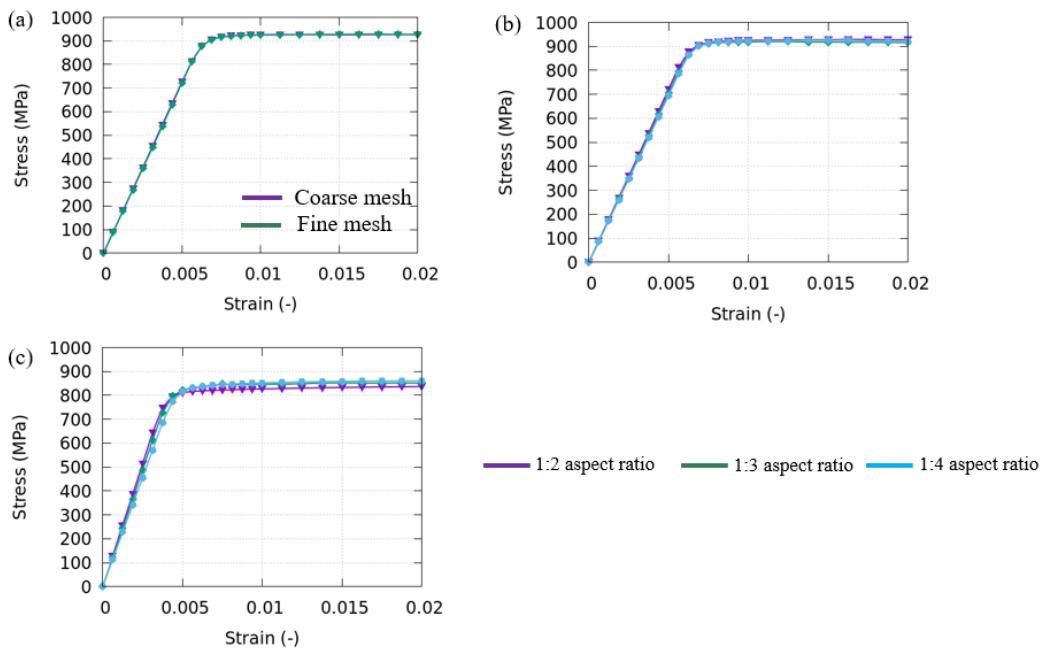 (a)
1000
900
800
700
600
500
400
300
200
100
0
Stress (MPa)
Coarse mesh
Fine mesh
0 0.005 0.01 0.015 0.02
Strain (-)
(b)
1000
900
800
700
600
500
400
300
200
100
0
Stress (MPa)
0 0.005 0.01 0.015 0.02
Strain (-)
(c)
1000
900
800
700
600
500
400
300
200
100
0
Stress (MPa)
0 0.005 0.01 0.015 0.02
Strain (-)
1:2 aspect ratio 1:3 aspect ratio 1:4 aspect ratio